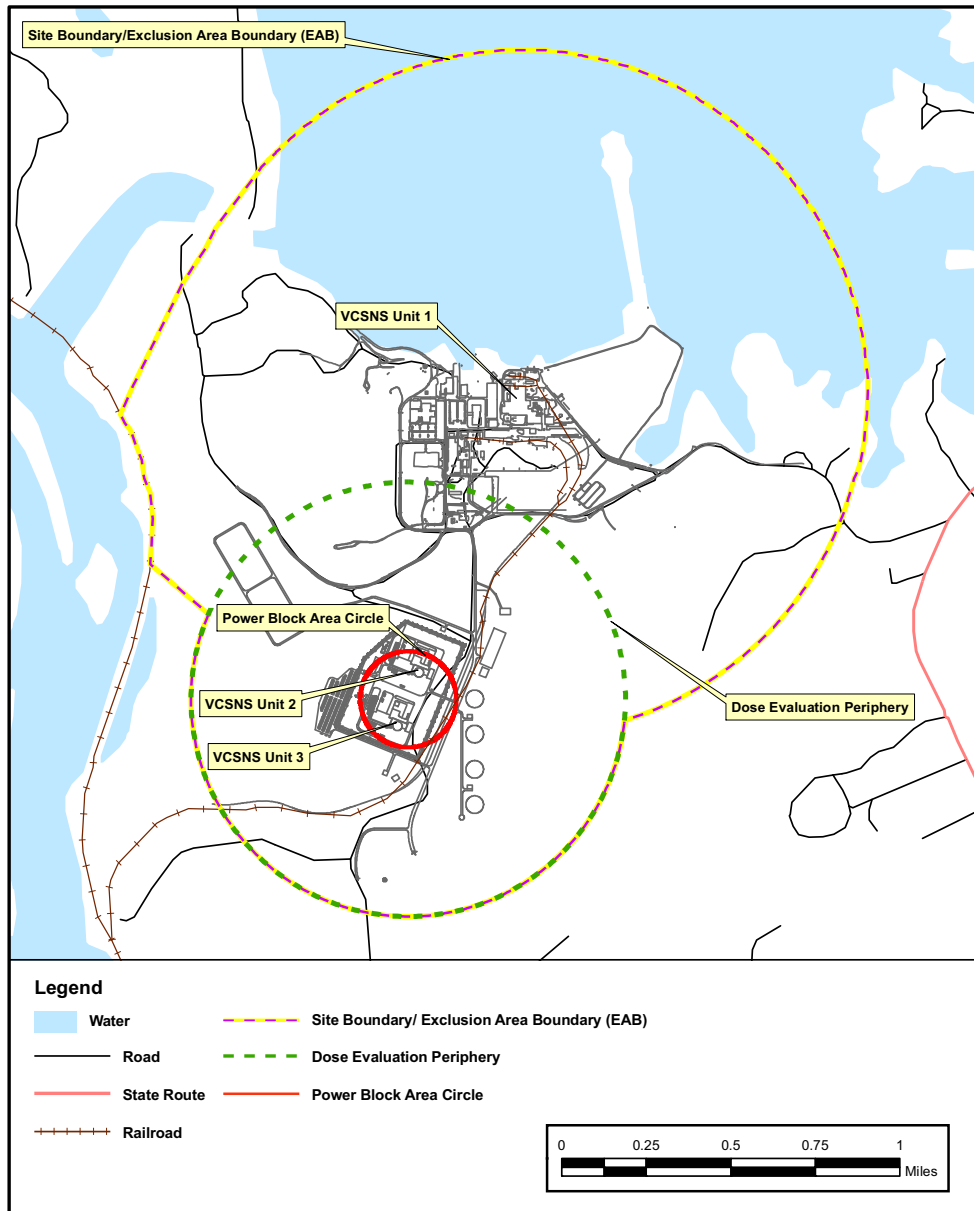 Site Boundary/Exclusion Area Boundary (EAB)
VCSNS Unit 1
Power Block Area Circle
VCSNS Unit 2
Dose Evaluation Periphery
VCSNS Unit 3
Legend
Water
Site Boundary/ Exclusion Area Boundary (EAB)
Road
Dose Evaluation Periphery
State Route
Power Block Area Circle
Railroad
0 0.25 0.5 0.75 1
Miles